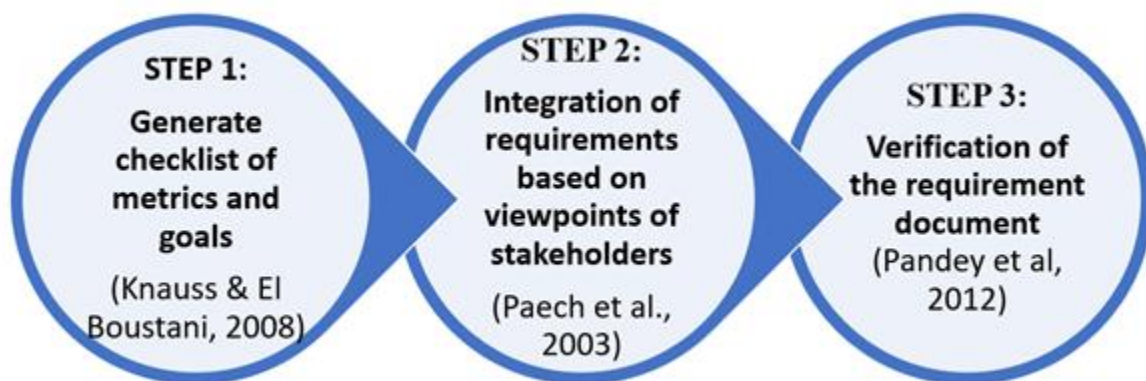 STEP 1:
Generate
checklist of
metrics and
goals
(Knauss & El
Boustani, 2008)
STEP 2:
Integration of
requirements
based on
viewpoints of
stakeholders
(Paech et al.,
2003)
STEP 3:
Verification of
the requirement
document
(Pandey et al,
2012)